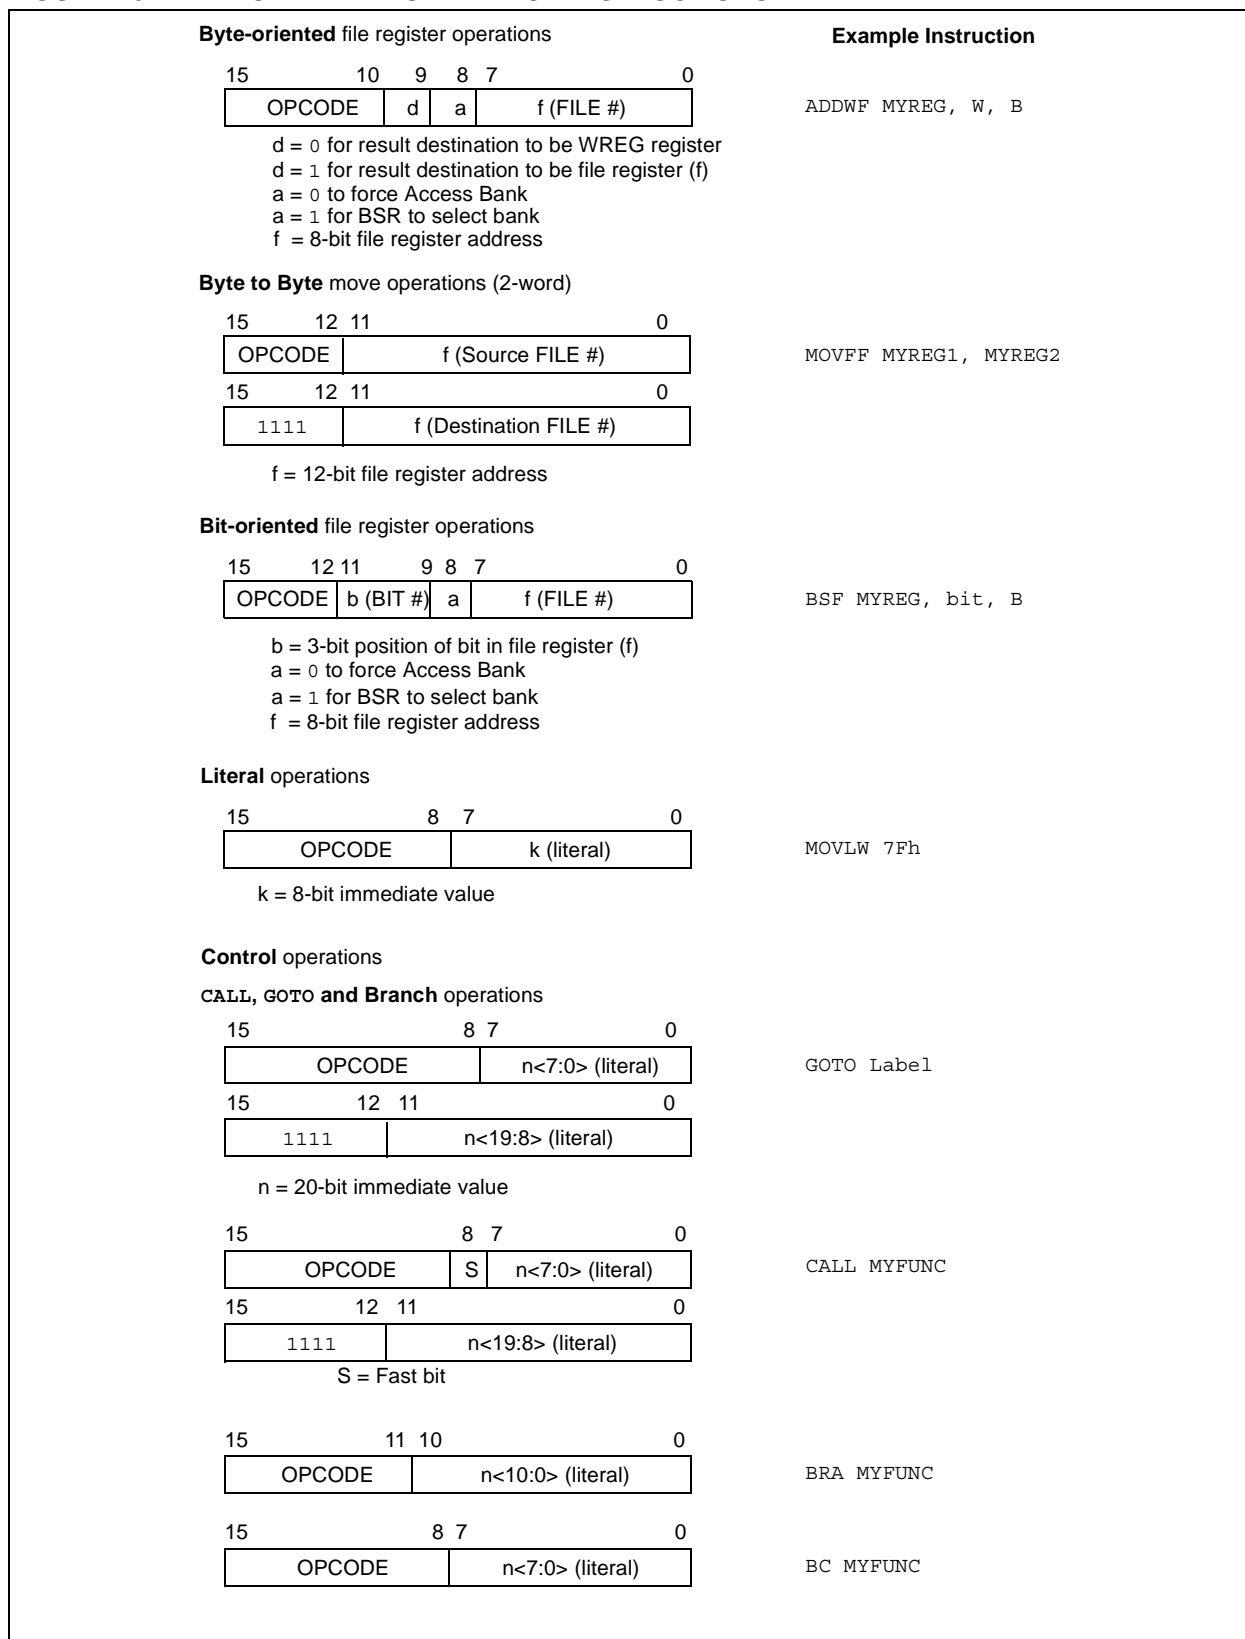 Byte-oriented file register operations
Example Instruction
15 10 9 8 7 0
OPCODE d a f (FILE #)
ADDWF MYREG, W, B
d = 0 for result destination to be WREG register
d = 1 for result destination to be file register (f)
a = 0 to force Access Bank
a = 1 for BSR to select bank
f = 8-bit file register address
Byte to Byte move operations (2-word)
15 12 11 0
OPCODE f (Source FILE #)
MOVFF MYREG1, MYREG2
15 12 11 0
1111 f (Destination FILE #)
f = 12-bit file register address
Bit-oriented file register operations
15 12 11 9 8 7 0
OPCODE b (BIT #) a f (FILE #)
BSF MYREG, bit, B
b = 3-bit position of bit in file register (f)
a = 0 to force Access Bank
a = 1 for BSR to select bank
f = 8-bit file register address
Literal operations
15 8 7 0
OPCODE k (literal)
MOVLW 7Fh
k = 8-bit immediate value
Control operations
CALL, GOTO and Branch operations
15 8 7 0
OPCODE n<7:0> (literal)
GOTO Label
15 12 11 0
1111 n<19:8> (literal)
n = 20-bit immediate value
15 8 7 0
OPCODE S n<7:0> (literal)
CALL MYFUNC
15 12 11 0
1111 n<19:8> (literal)
S = Fast bit
15 11 10 0
OPCODE n<10:0> (literal)
BRA MYFUNC
15 8 7 0
OPCODE n<7:0> (literal)
BC MYFUNC